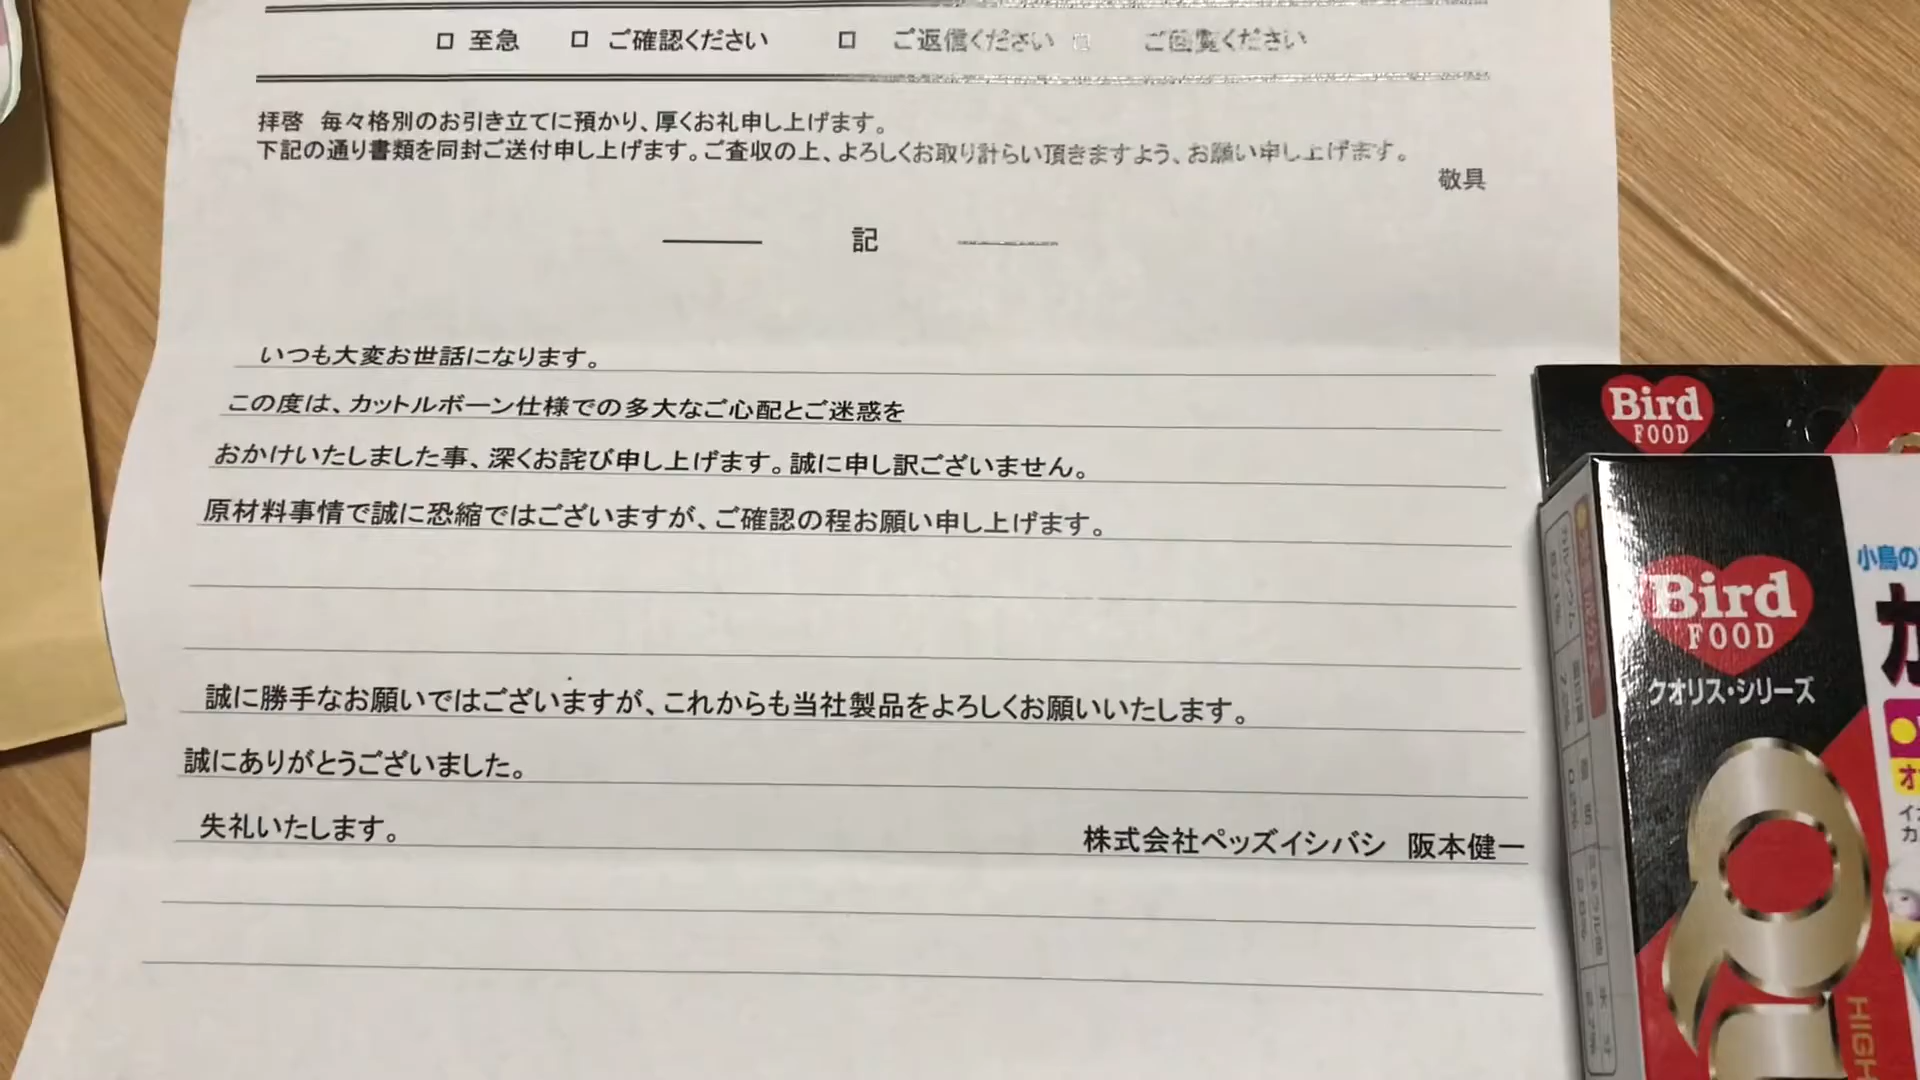 □ 至急 □ ご確認ください □ ご返信ください □ ご回覧ください
拝啓 毎々格別のお引き立てに預かり、厚くお礼申し上げます。
下記の通り書類を同封ご送付申し上げます。ご査収の上、よろしくお取り計らい頂きますよう、お願い申し上げます。
敬具
記
いつも大変お世話になります。
この度は、カットルボーン仕様での多大なご心配とご迷惑を
おかけいたしました事、深くお詫び申し上げます。誠に申し訳ございません。
原材料事情で誠に恐縮ではございますが、ご確認の程お願い申し上げます。
誠に勝手なお願いではございますが、これからも当社製品をよろしくお願いいたします。
誠にありがとうございました。
失礼いたします。
株式会社ペッズイシバシ 阪本健一
Bird
FOOD
Bird
FOOD
クオリス・シリーズ
小鳥の
HIGH